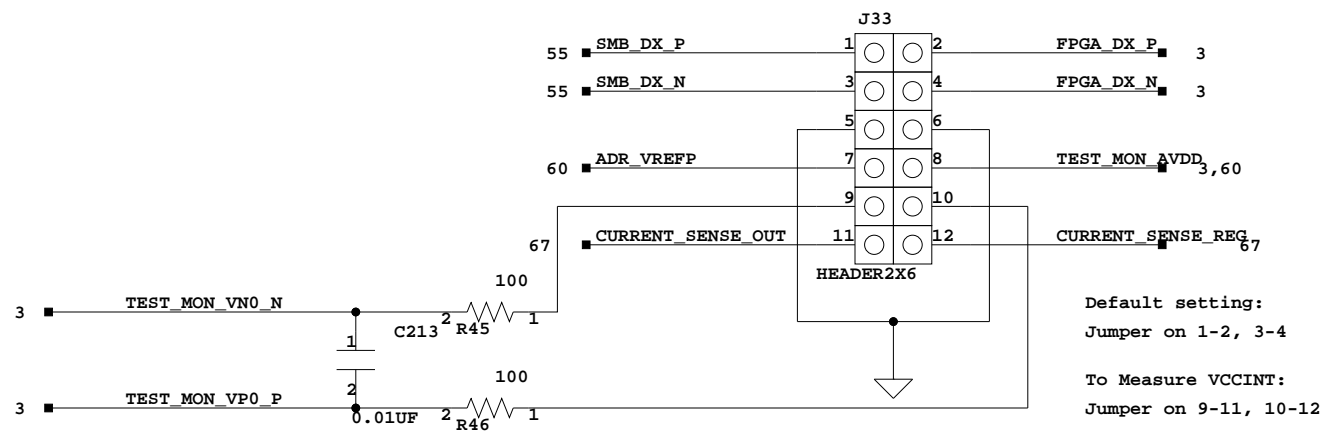 J33
55 SMB_DX_P 1 2 FPGA_DX_P 3
55 SMB_DX_N 3 4 FPGA_DX_N 3
5 6
60 ADR_VREFP 7 8 TEST_MON_AVDD 3,60
9 10
67 CURRENT_SENSE_OUT 11 12 CURRENT_SENSE_REG 67
HEADER2X6
100
3 TEST_MON_VN0_N C213 2 R45 1
1
2
100
3 TEST_MON_VP0_P 0.01UF 2 R46 1
Default setting:
Jumper on 1-2, 3-4
To Measure VCCINT:
Jumper on 9-11, 10-12